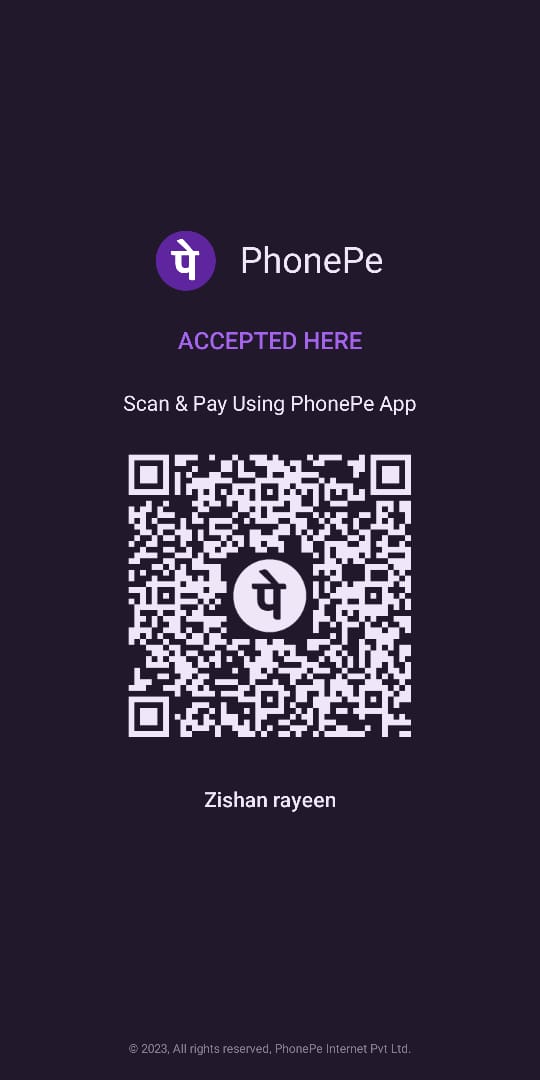 पे PhonePe
ACCEPTED HERE
Scan & Pay Using PhonePe App
पे
Zishan rayeen
© 2023, All rights reserved, PhonePe Internet Pvt Ltd.